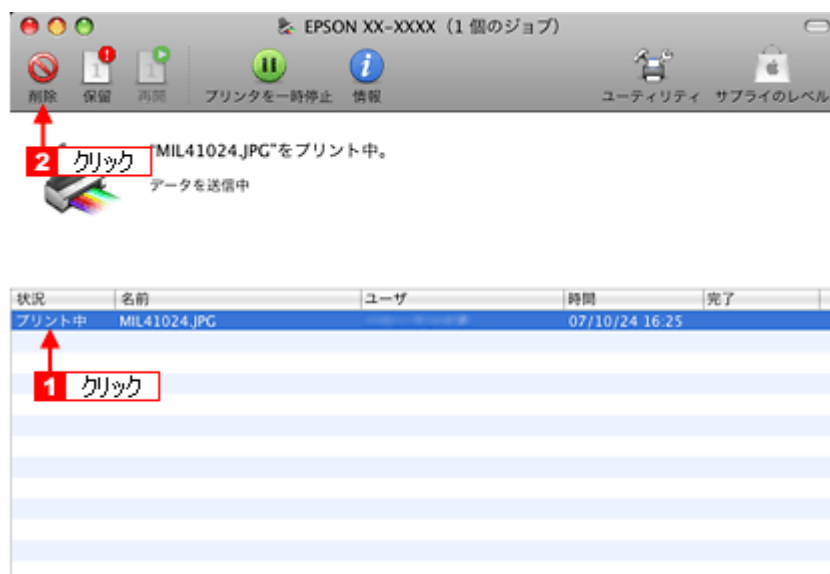 EPSON XX-XXXX（1 個のジョブ）
削除 保留 再開 プリンタを一時停止 情報 ユーティリティ サプライのレベル
"MIL41024.JPG"をプリント中。
2 クリック
データを送信中
状況 名前 ユーザ 時間 完了
プリント中 MIL41024.JPG 07/10/24 16:25
1 クリック